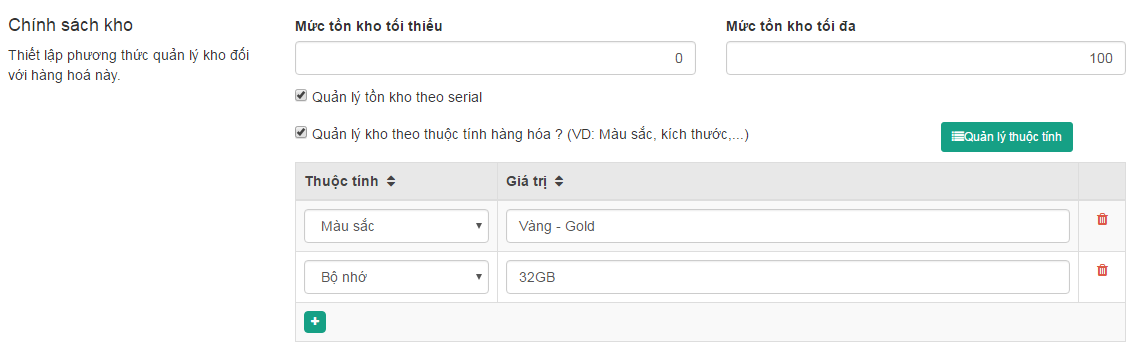 Chính sách kho
Thiết lập phương thức quản lý kho đối
với hàng hoá này.
Mức tồn kho tối thiểu
Mức tồn kho tối đa
0
100
Quản lý tồn kho theo serial
Quản lý kho theo thuộc tính hàng hóa ? (VD: Màu sắc, kích thước,...)
Quản lý thuộc tính
Thuộc tính
Giá trị
Màu sắc
Vàng - Gold
Bộ nhớ
32GB